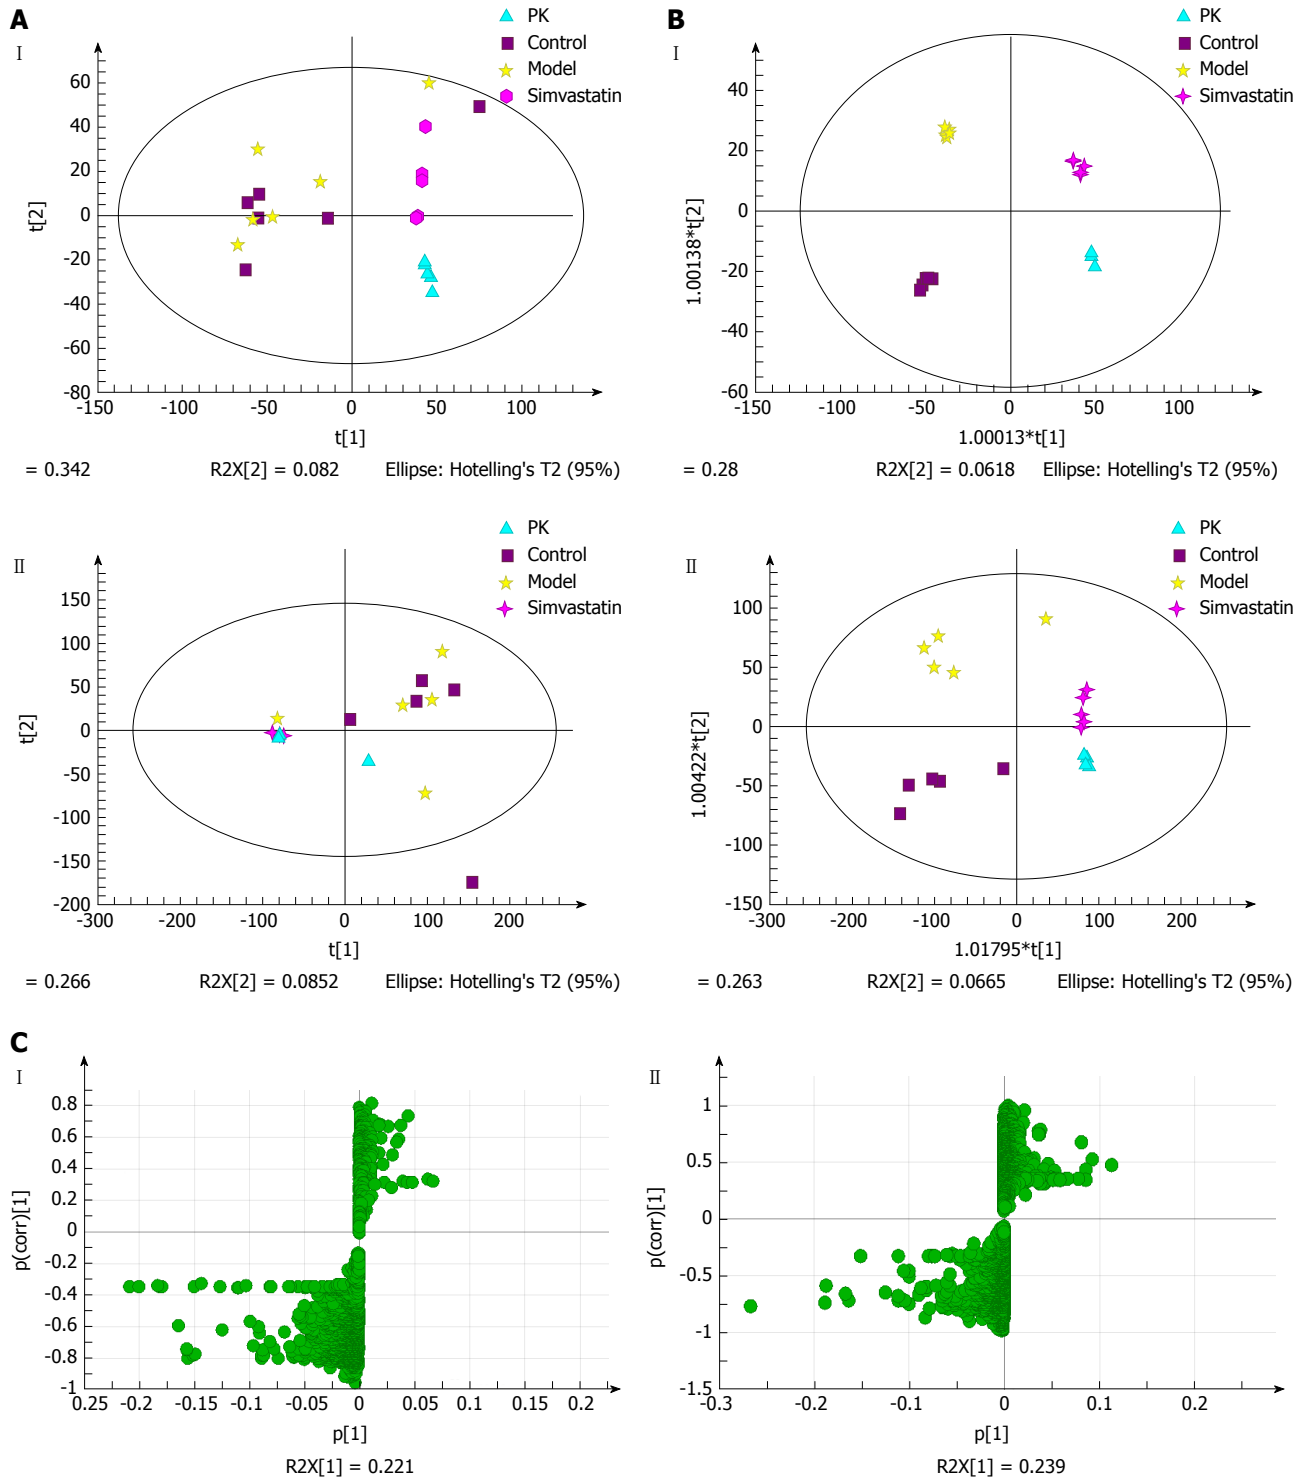 A
I
PK
Control
Model
Simvastatin
t[2]
60
40
20
0
-20
-40
-60
-80
-150 -100 -50 0 50 100
t[1]
= 0.342 R2X[2] = 0.082 Ellipse: Hotelling's T2 (95%)
B
I
PK
Control
Model
Simvastatin
1.00138*t[2]
40
20
0
-20
-40
-60
-150 -100 -50 0 50 100
1.00013*t[1]
= 0.28 R2X[2] = 0.0618 Ellipse: Hotelling's T2 (95%)
II
PK
Control
Model
Simvastatin
t[2]
150
100
50
0
-50
-100
-150
-200
-300 -200 -100 0 100 200
t[1]
= 0.266 R2X[2] = 0.0852 Ellipse: Hotelling's T2 (95%)
II
PK
Control
Model
Simvastatin
1.00422*t[2]
100
50
0
-50
-100
-150
-300 -200 -100 0 100 200
1.01795*t[1]
= 0.263 R2X[2] = 0.0665 Ellipse: Hotelling's T2 (95%)
C
I
p(corr)[1]
0.8
0.6
0.4
0.2
0
-0.2
-0.4
-0.6
-0.8
-1
0.25 -0.2 -0.15 -0.1 -0.05 0 0.05 0.1 0.15 0.2
p[1]
R2X[1] = 0.221
II
p(corr)[1]
1
0.5
0
-0.5
-1
-1.5
-0.3 -0.2 -0.1 0 0.1 0.2
p[1]
R2X[1] = 0.239